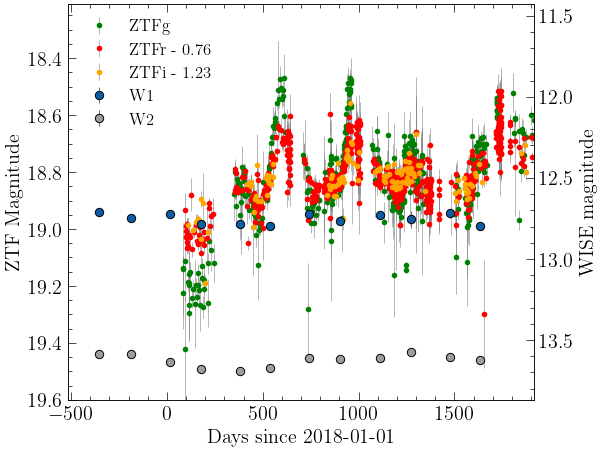 ZTFg
ZTFr - 0.76
ZTFi - 1.23
W1
W2
18.4
18.6
18.8
19.0
19.2
19.4
19.6
ZTF Magnitude
11.5
12.0
12.5
13.0
13.5
WISE magnitude
−500
0
500
1000
1500
Days since 2018-01-01